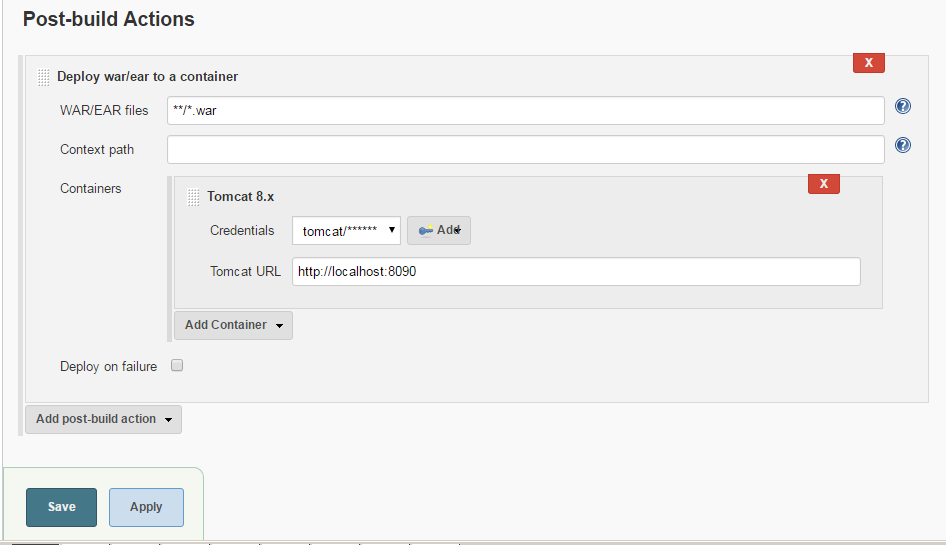 Post-build Actions
Deploy war/ear to a container
X
WAR/EAR files **/*.war ?
Context path ?
Containers
Tomcat 8.x
X
Credentials tomcat/****** Add
Tomcat URL http://localhost:8090
Add Container
Deploy on failure
Add post-build action
Save Apply